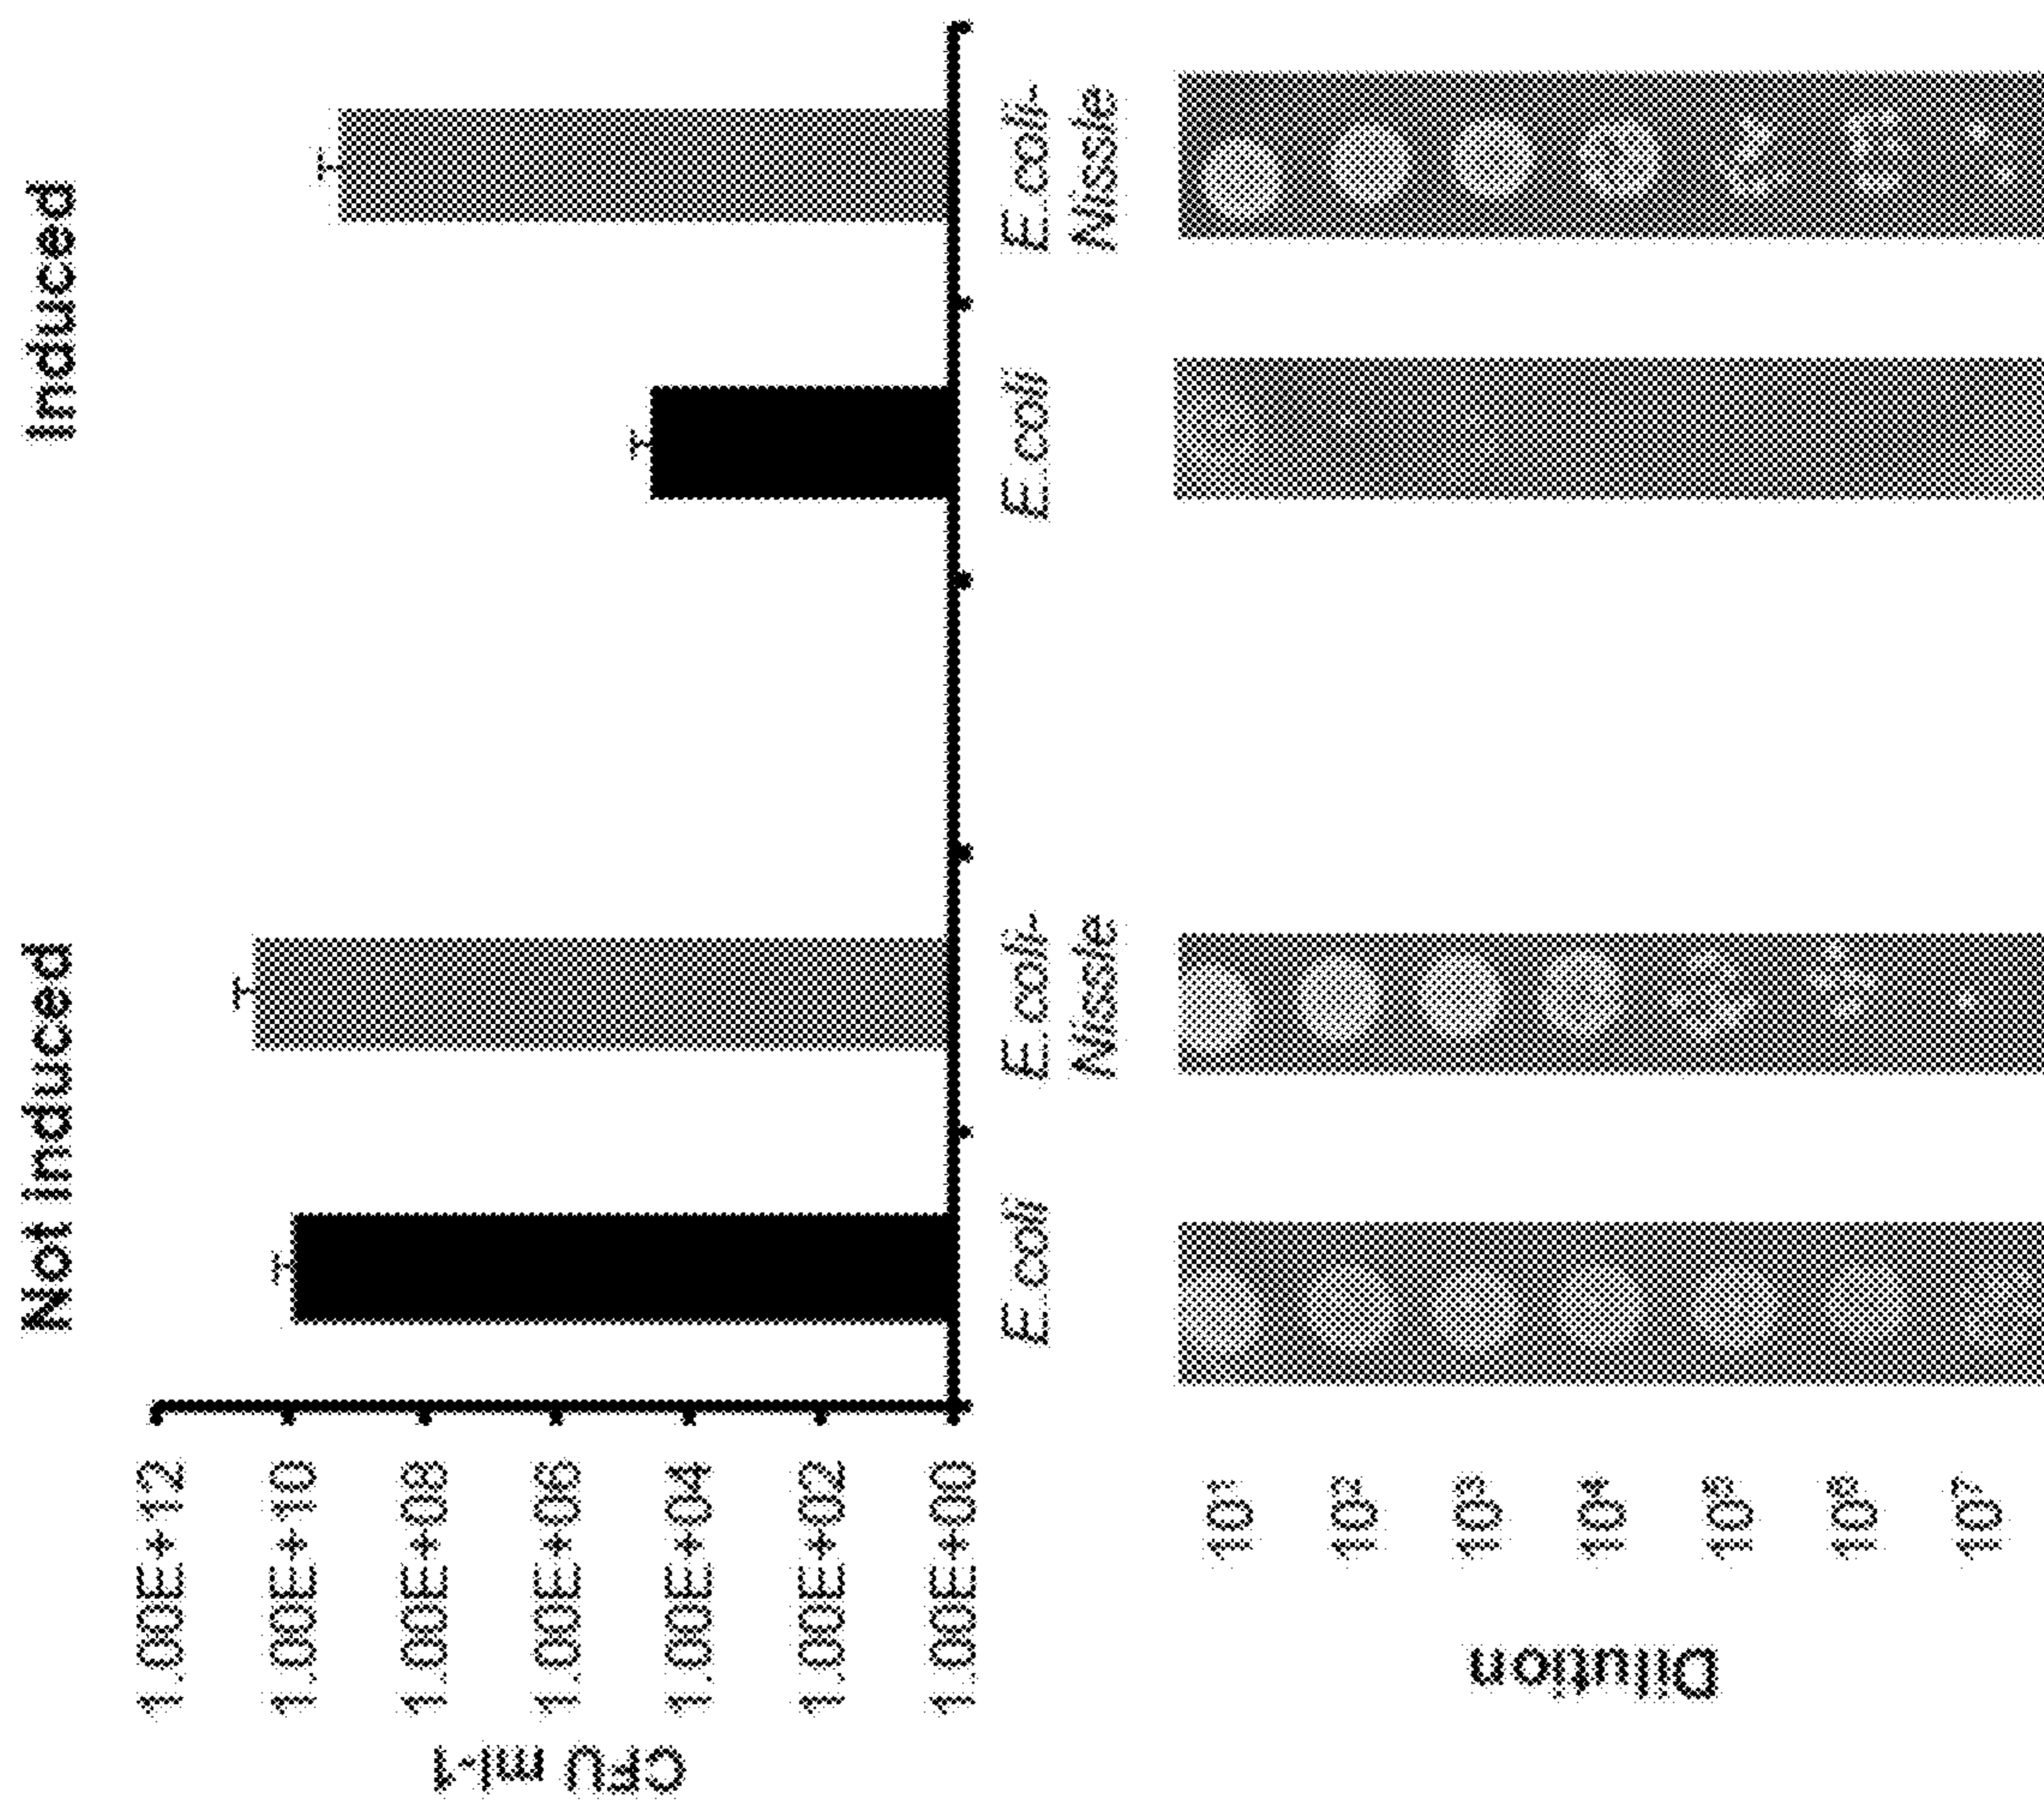 Not Induced
Induced
CFU ml-1
1.00E+12
1.00E+10
1.00E+08
1.00E+06
1.00E+04
1.00E+02
1.00E+00
E.coli
E.coli-
Nissle
E.coli
E.coli-
Nissle
Dilution
10¹
10²
10³
10⁴
10⁵
10⁶
10⁷